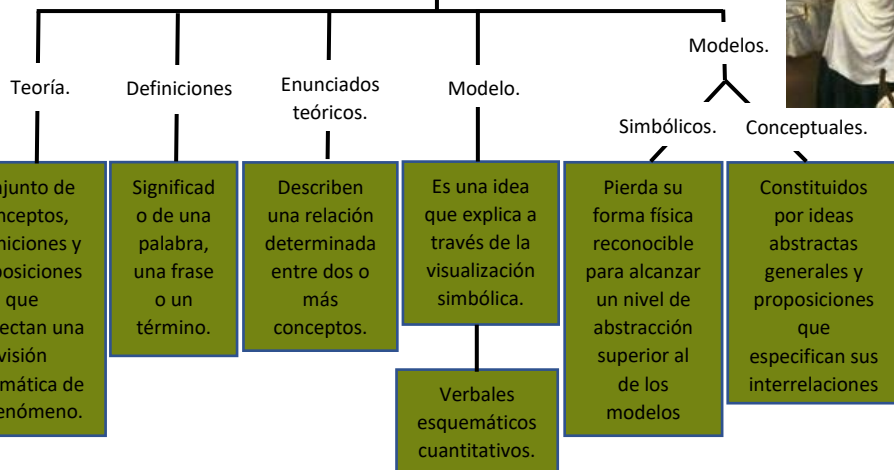 Teoría.
njunto de
nceptos,
niciones y
posiciones
que
ectan una
visión
mática de
enómeno.
Definiciones
Significad
o de una
palabra,
una frase
o un
término.
Enunciados
teóricos.
Describen
una relación
determinada
entre dos o
más
conceptos.
Modelo.
Es una idea
que explica a
través de la
visualización
simbólica.
Verbales
esquemáticos
cuantitativos.
Modelos.
Simbólicos.
Pierda su
forma física
reconocible
para alcanzar
un nivel de
abstracción
superior al
de los
modelos
Conceptuales.
Constituidos
por ideas
abstractas
generales y
proposiciones
que
especifican sus
interrelaciones